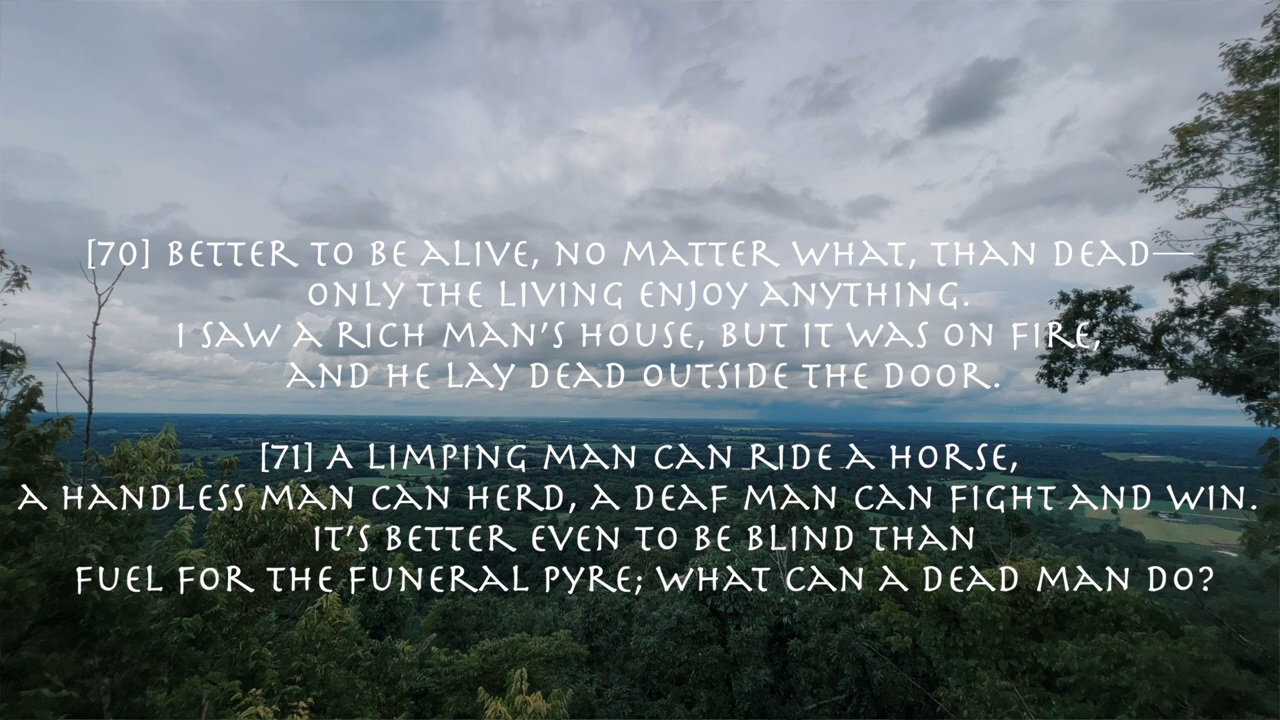 [70] BETTER TO BE ALIVE, NO MATTER WHAT, THAN DEAD—
ONLY THE LIVING ENJOY ANYTHING.
I SAW A RICH MAN'S HOUSE, BUT IT WAS ON FIRE,
AND HE LAY DEAD OUTSIDE THE DOOR.
[71] A LIMPING MAN CAN RIDE A HORSE,
A HANDLESS MAN CAN HERD, A DEAF MAN CAN FIGHT AND WIN.
IT'S BETTER EVEN TO BE BLIND THAN
FUEL FOR THE FUNERAL PYRE; WHAT CAN A DEAD MAN DO?